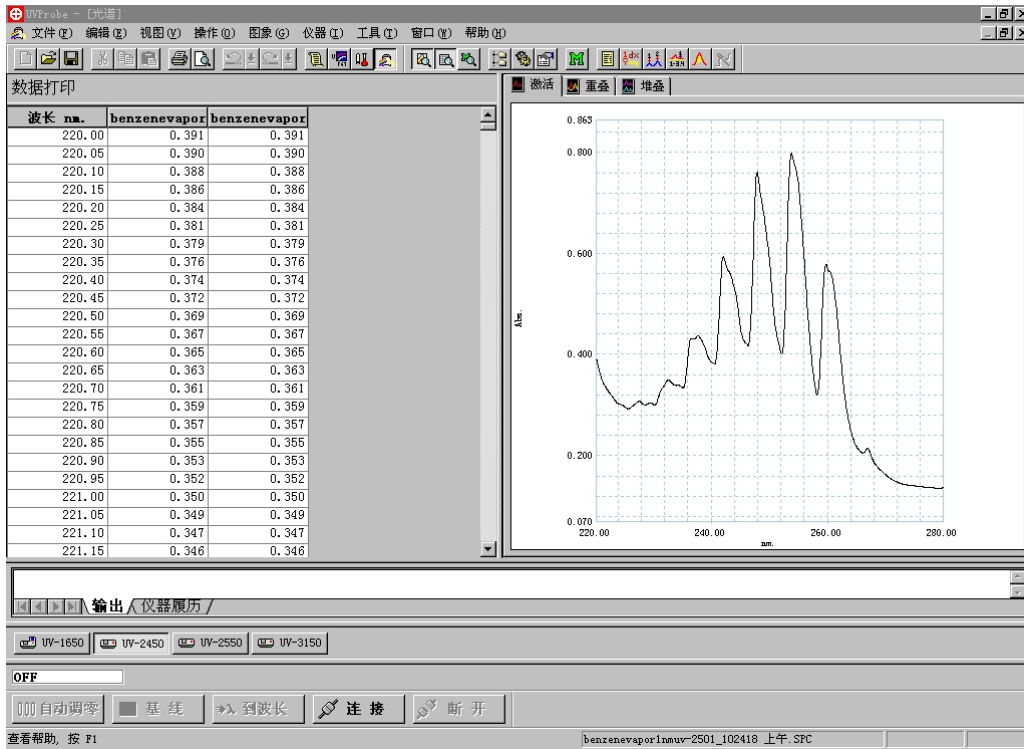 UVProbe - [光谱]
文件(F) 编辑(E) 视图(V) 操作(O) 图象(G) 仪器(I) 工具(T) 窗口(W) 帮助(H)
数据打印
激活 重叠 堆叠
波长 nm. benzenevapor benzenevapor
220.00 0.391 0.391
220.05 0.390 0.390
220.10 0.388 0.388
220.15 0.386 0.386
220.20 0.384 0.384
220.25 0.381 0.381
220.30 0.379 0.379
220.35 0.376 0.376
220.40 0.374 0.374
220.45 0.372 0.372
220.50 0.369 0.369
220.55 0.367 0.367
220.60 0.365 0.365
220.65 0.363 0.363
220.70 0.361 0.361
220.75 0.359 0.359
220.80 0.357 0.357
220.85 0.355 0.355
220.90 0.353 0.353
220.95 0.352 0.352
221.00 0.350 0.350
221.05 0.349 0.349
221.10 0.347 0.347
221.15 0.346 0.346
0.865
0.800
0.600
Abs.
0.400
0.200
0.070
220.00 240.00 260.00 280.00
nm.
输出 仪器履历
UV-1650 UV-2450 UV-2550 UV-3150
OFF
自动调零 基 线 到波长 连 接 断 开
查看帮助, 按 F1
benzenevapor1nmuv-2501_102418 上午.SPC